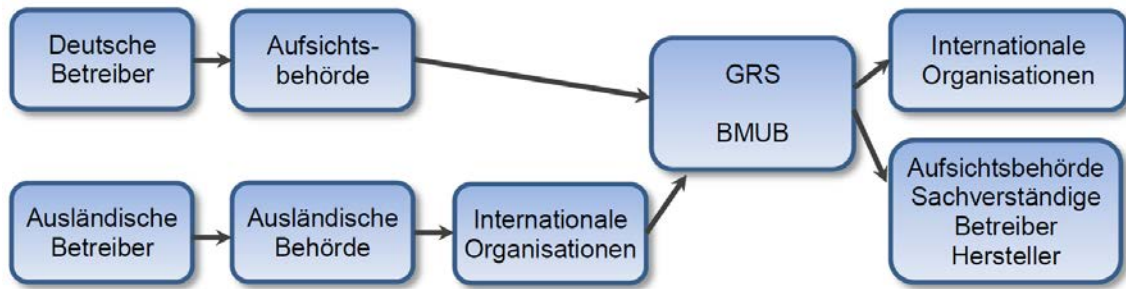 Deutsche
Betreiber
Aufsichts-
behörde
GRS
BMUB
Internationale
Organisationen
Ausländische
Betreiber
Ausländische
Behörde
Internationale
Organisationen
Aufsichtsbehörde
Sachverständige
Betreiber
Hersteller